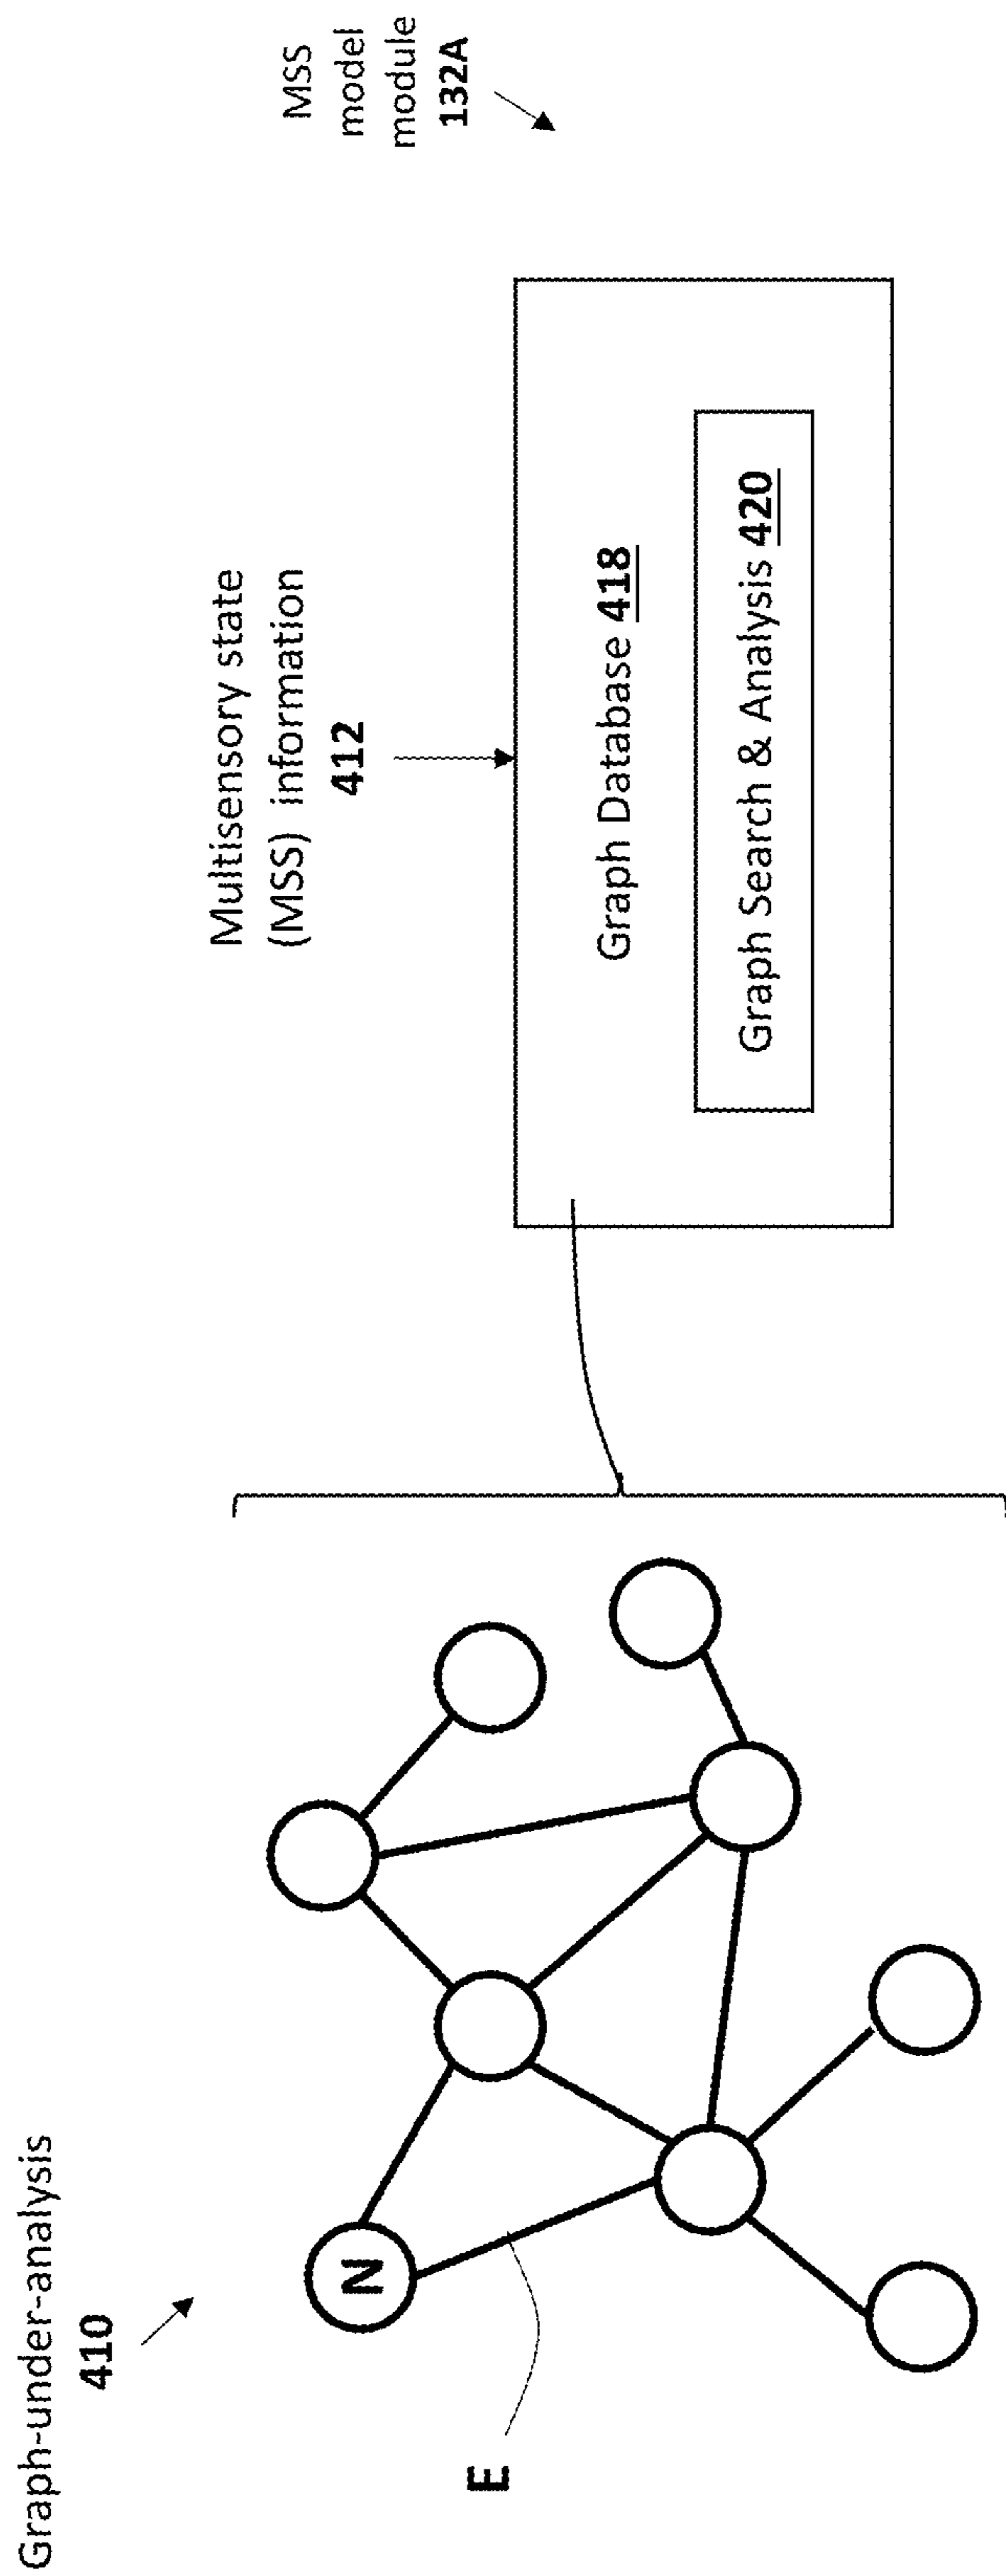 Graph-under-analysis
410
N
E
Multisensory state
(MSS) information
412
Graph Database 418
Graph Search & Analysis 420
MSS
model
module
132A